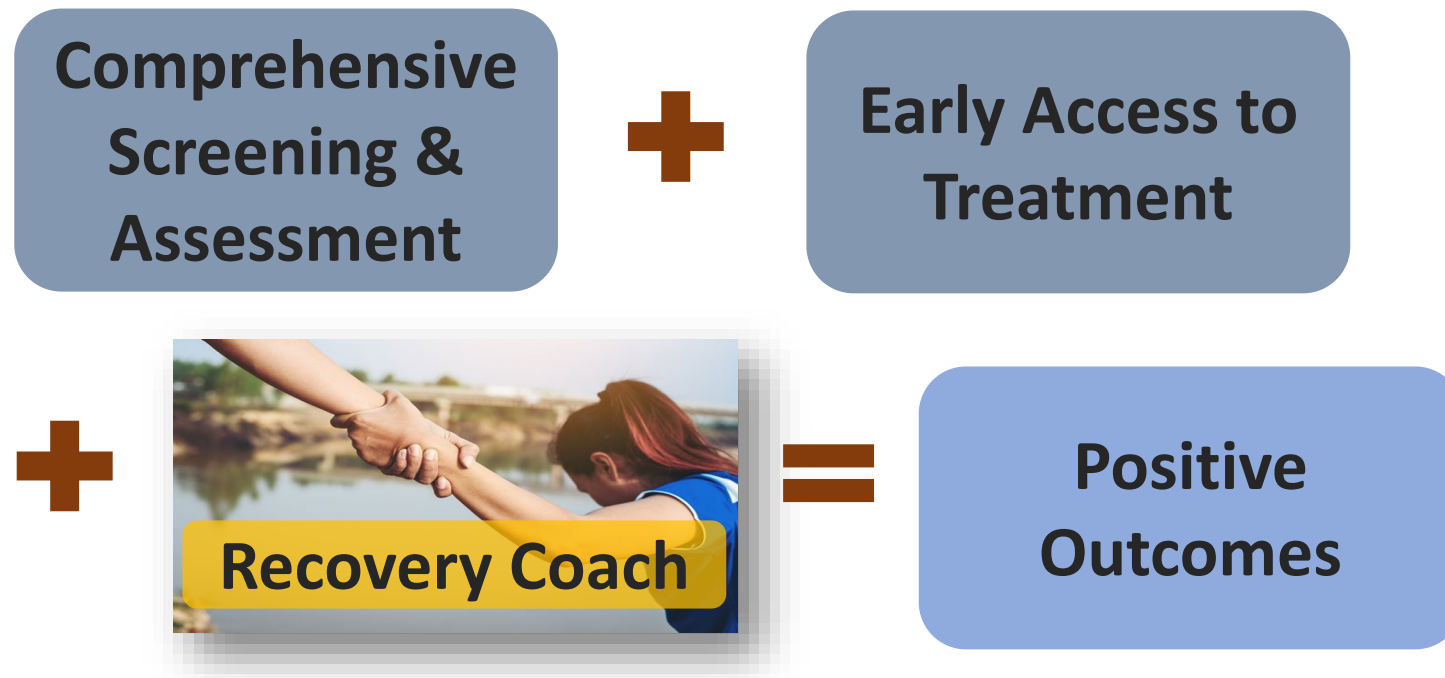 Comprehensive
Screening &
Assessment
+
Early Access to
Treatment
+
Recovery Coach
=
Positive
Outcomes